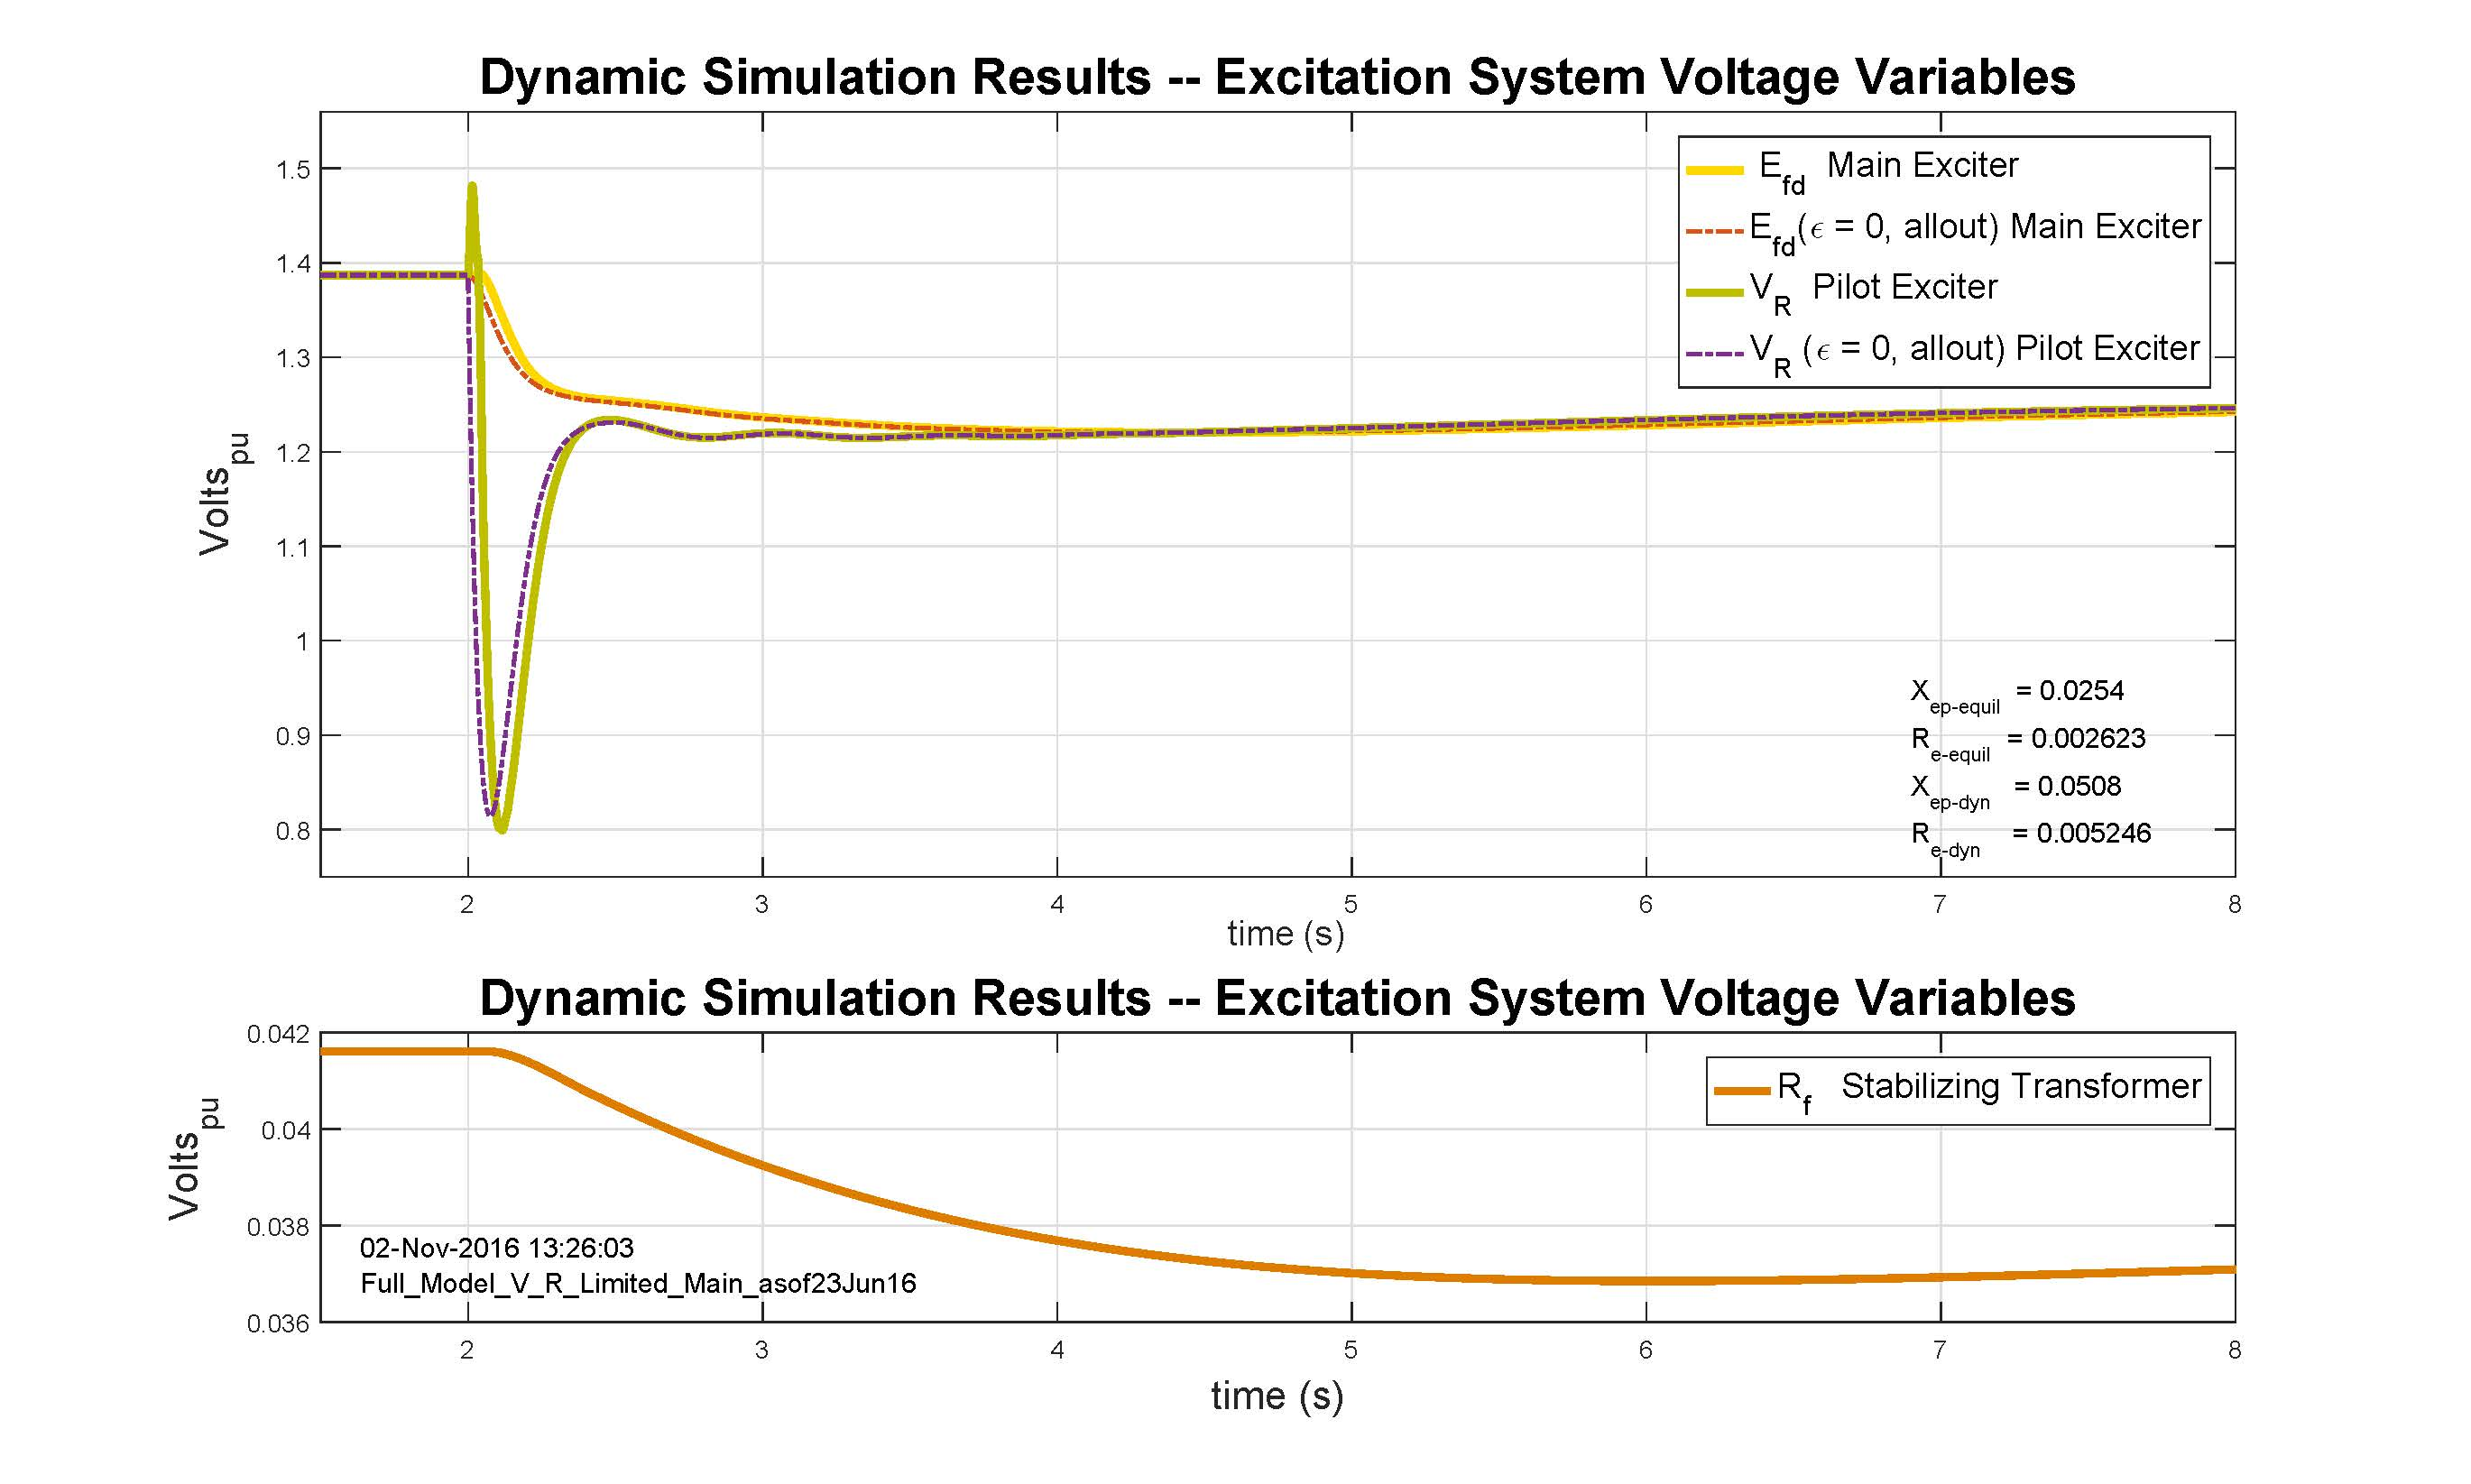 Dynamic Simulation Results -- Excitation System Voltage Variables
1.5
1.4
1.3
1.2
1.1
1
0.9
0.8
Volts_pu
E_fd Main Exciter
E_fd(ϵ = 0, allout) Main Exciter
V_R Pilot Exciter
V_R (ϵ = 0, allout) Pilot Exciter
X_ep-equil = 0.0254
R_e-equil = 0.002623
X_ep-dyn = 0.0508
R_e-dyn = 0.005246
2 3 4 5 6 7 8
time (s)
Dynamic Simulation Results -- Excitation System Voltage Variables
0.042
0.04
0.038
0.036
Volts_pu
R_f Stabilizing Transformer
02-Nov-2016 13:26:03
Full_Model_V_R_Limited_Main_asof23Jun16
2 3 4 5 6 7 8
time (s)